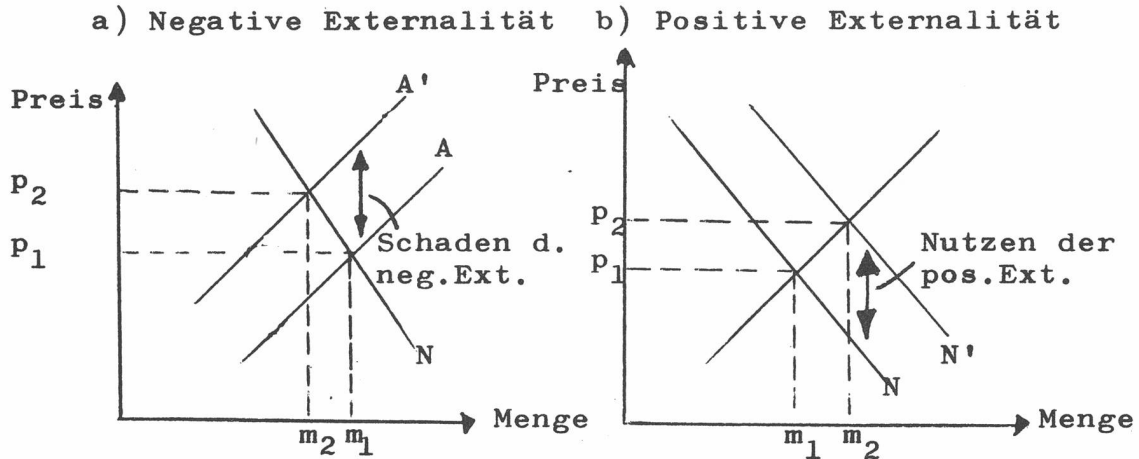 a) Negative Externalität
Preis
A'
A
p2
p1
Schaden d.
neg.Ext.
N
m2 m1
Menge
b) Positive Externalität
Preis
p2
p1
Nutzen der
pos.Ext.
N'
N
m1 m2
Menge